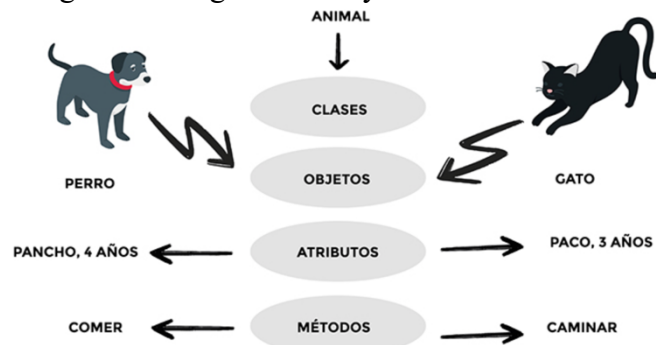 ANIMAL
CLASES
OBJETOS
PERRO
GATO
PANCHO, 4 AÑOS
ATRIBUTOS
PACO, 3 AÑOS
COMER
MÉTODOS
CAMINAR